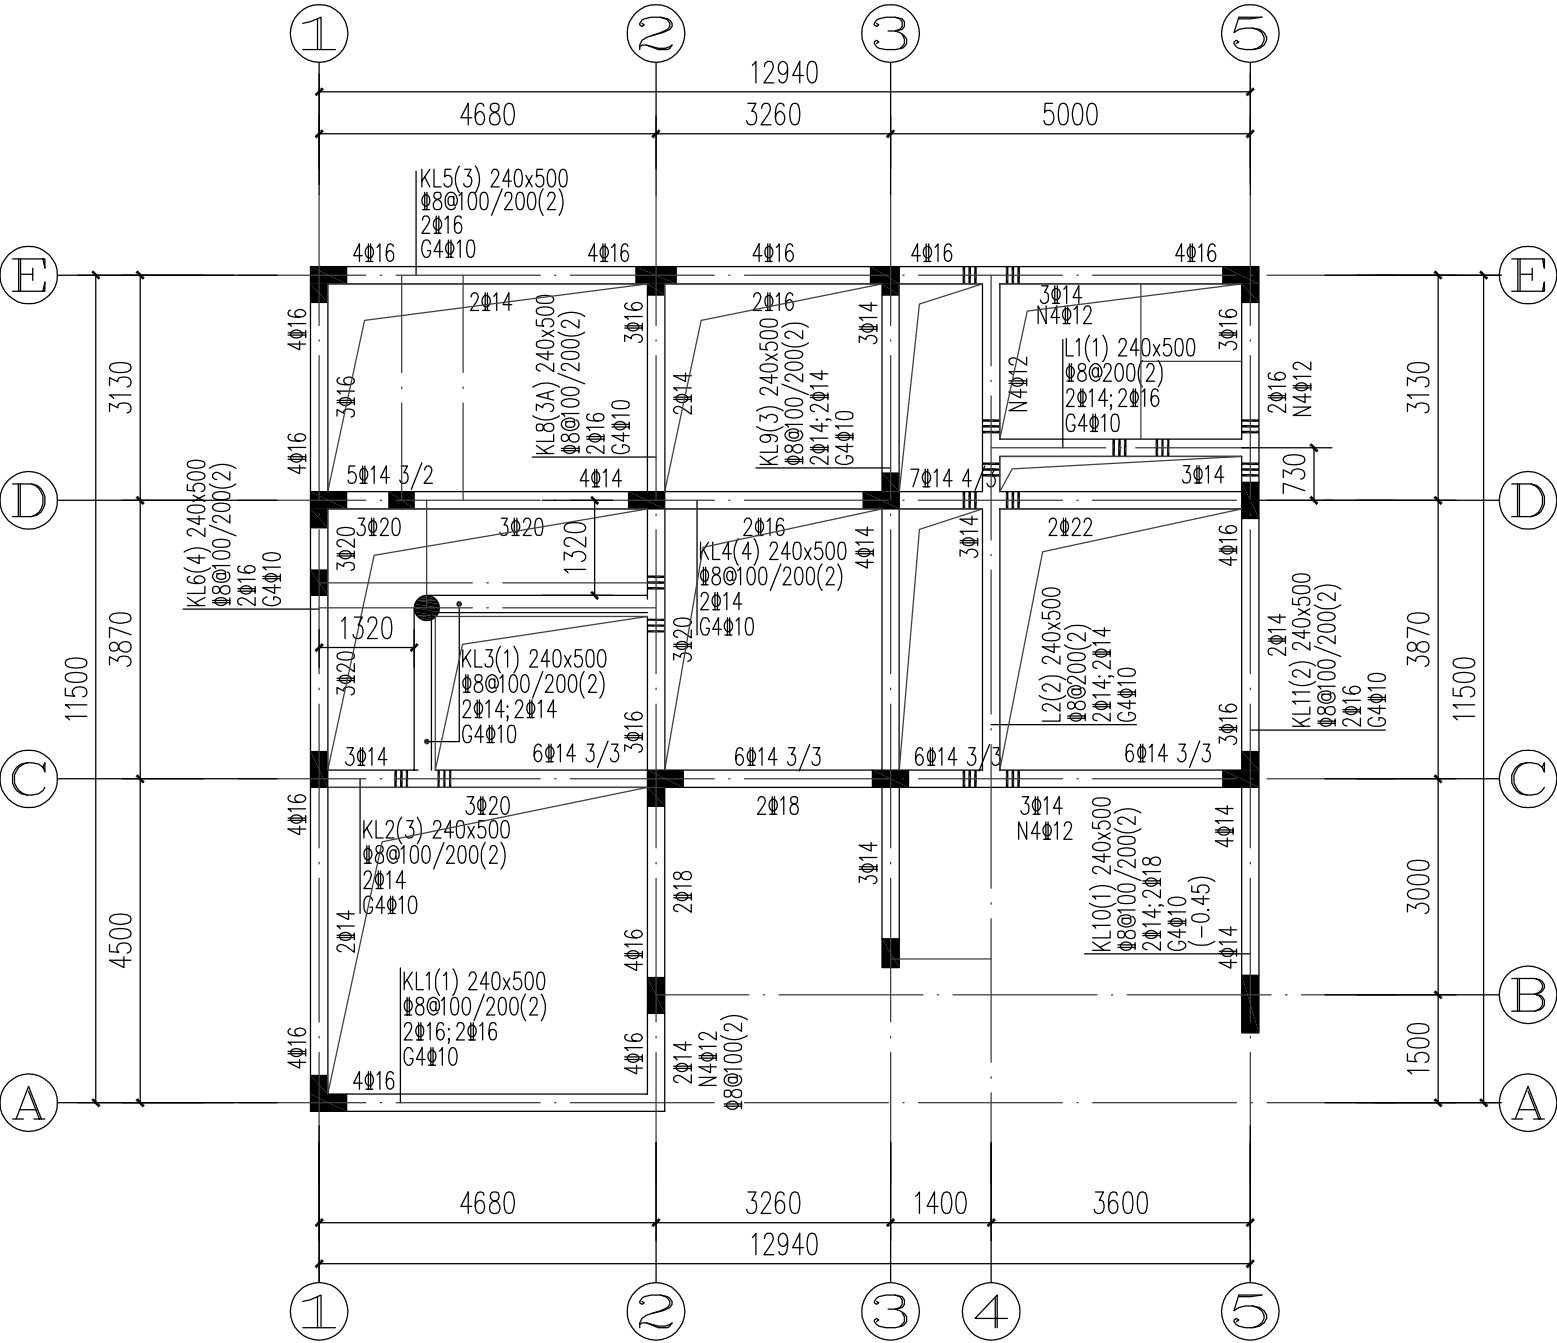 1
2
3
5
12940
4680
3260
5000
KL5(3) 240x500
Φ8@100/200(2)
2Φ16
G4Φ10
4Φ16
4Φ16
4Φ16
4Φ16
4Φ16
E
E
2Φ14
2Φ16
3Φ14
N4Φ12
4Φ16
3Φ16
3Φ14
3Φ16
3130
3130
KL8(3A) 240x500
Φ8@100/200(2)
2Φ16
G4Φ10
KL9(3) 240x500
Φ8@100/200(2)
2Φ14;2Φ14
G4Φ10
L1(1) 240x500
Φ8@200(2)
2Φ14;2Φ16
G4Φ10
3Φ16
2Φ14
N4Φ12
2Φ16
N4Φ12
4Φ16
5Φ14 3/2
4Φ14
7Φ14 4/3
3Φ14
730
D
D
KL6(4) 240x500
Φ8@100/200(2)
2Φ16
G4Φ10
3Φ20
3Φ20
3Φ20
1320
2Φ16
4Φ14
3Φ14
2Φ22
4Φ16
KL4(4) 240x500
Φ8@100/200(2)
2Φ14
G4Φ10
1320
3Φ20
3Φ20
KL3(1) 240x500
Φ8@100/200(2)
2Φ14;2Φ14
G4Φ10
L2(2) 240x500
Φ8@200(2)
2Φ14;2Φ14
G4Φ10
2Φ14
KL11(2) 240x500
Φ8@100/200(2)
2Φ16
G4Φ10
3870
3870
11500
11500
3Φ16
3Φ16
3Φ14
6Φ14 3/3
6Φ14 3/3
6Φ14 3/3
6Φ14 3/3
C
C
4Φ16
3Φ20
2Φ18
3Φ14
N4Φ12
4Φ14
KL2(3) 240x500
Φ8@100/200(2)
2Φ14
G4Φ10
2Φ14
2Φ18
3Φ14
KL10(1) 240x500
Φ8@100/200(2)
2Φ14;2Φ18
G4Φ10
(-0.45)
4500
3000
4Φ16
4Φ14
KL1(1) 240x500
Φ8@100/200(2)
2Φ16;2Φ16
G4Φ10
B
4Φ16
4Φ16
4Φ16
2Φ14
N4Φ12
Φ8@100(2)
1500
A
A
4680
3260
1400
3600
12940
1
2
3
4
5